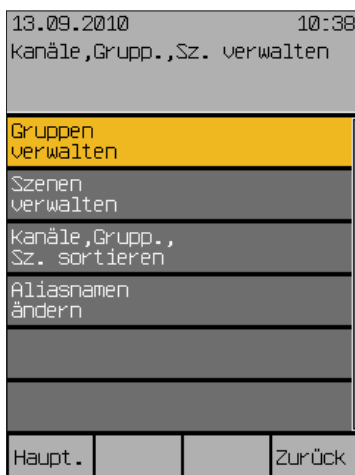 13.09.2010 10:38
Kanäle,Grupp.,Sz. verwalten
Gruppen
verwalten
Szenen
verwalten
Kanäle,Grupp.,
Sz. sortieren
Aliasnamen
ändern
Haupt. Zurück